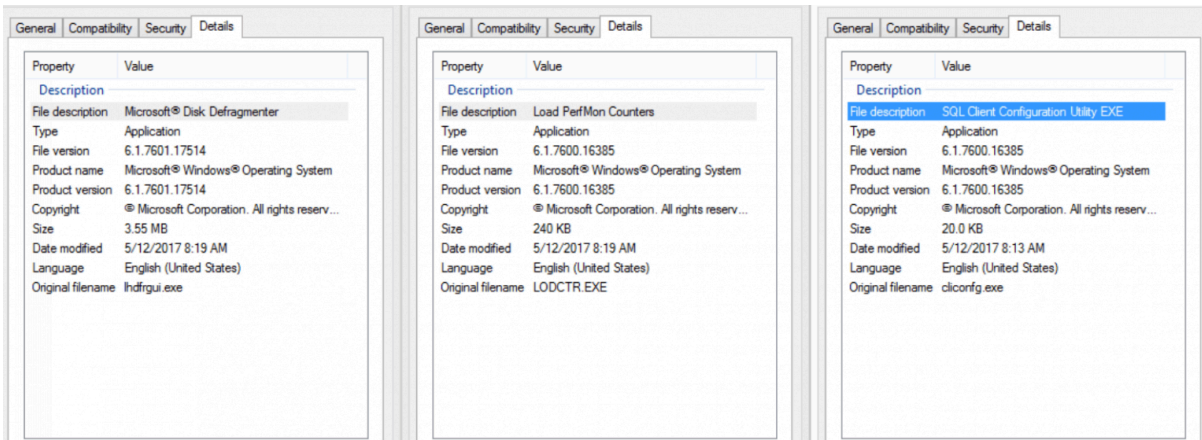 General Compatibility Security Details
Property Value
Description
File description Microsoft® Disk Defragmenter
Type Application
File version 6.1.7601.17514
Product name Microsoft® Windows® Operating System
Product version 6.1.7601.17514
Copyright © Microsoft Corporation. All rights reserv...
Size 3.55 MB
Date modified 5/12/2017 8:19 AM
Language English (United States)
Original filename lhdfrgui.exe
General Compatibility Security Details
Property Value
Description
File description Load PerfMon Counters
Type Application
File version 6.1.7600.16385
Product name Microsoft® Windows® Operating System
Product version 6.1.7600.16385
Copyright © Microsoft Corporation. All rights reserv...
Size 240 KB
Date modified 5/12/2017 8:19 AM
Language English (United States)
Original filename LODCTR.EXE
General Compatibility Security Details
Property Value
Description
File description SQL Client Configuration Utility EXE
Type Application
File version 6.1.7600.16385
Product name Microsoft® Windows® Operating System
Product version 6.1.7600.16385
Copyright © Microsoft Corporation. All rights reserv...
Size 20.0 KB
Date modified 5/12/2017 8:13 AM
Language English (United States)
Original filename cliconfg.exe